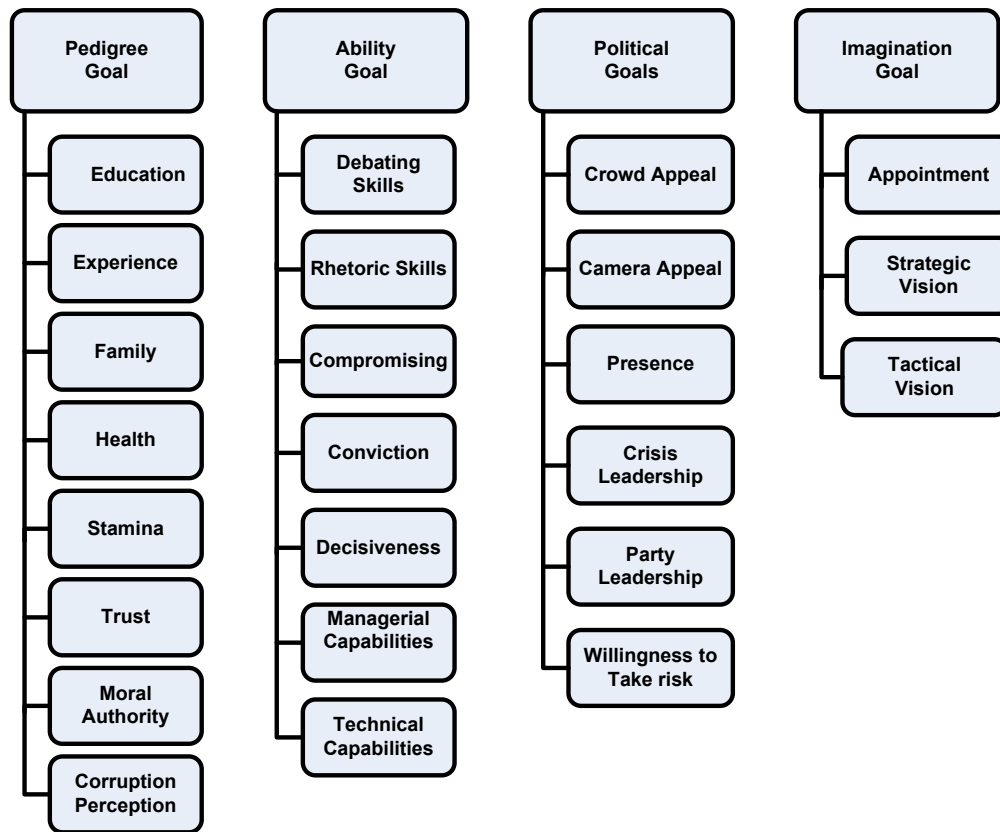 Pedigree
Goal
Education
Experience
Family
Health
Stamina
Trust
Moral
Authority
Corruption
Perception
Ability
Goal
Debating
Skills
Rhetoric Skills
Compromising
Conviction
Decisiveness
Managerial
Capabilities
Technical
Capabilities
Political
Goals
Crowd Appeal
Camera Appeal
Presence
Crisis
Leadership
Party
Leadership
Willingness to
Take risk
Imagination
Goal
Appointment
Strategic
Vision
Tactical
Vision